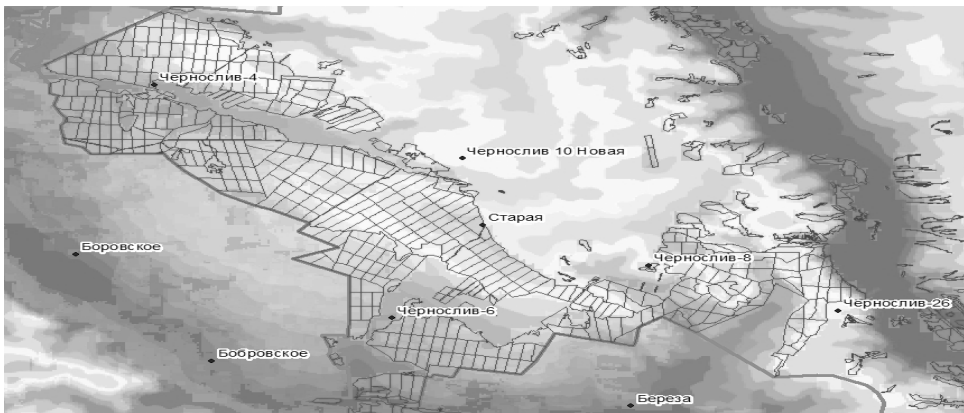 Чернослив-4
Чернослив 10 Новая
Старая
Боровское
Чернослив-8
Чернослив-26
Чернослив-6
Бобровское
Береза